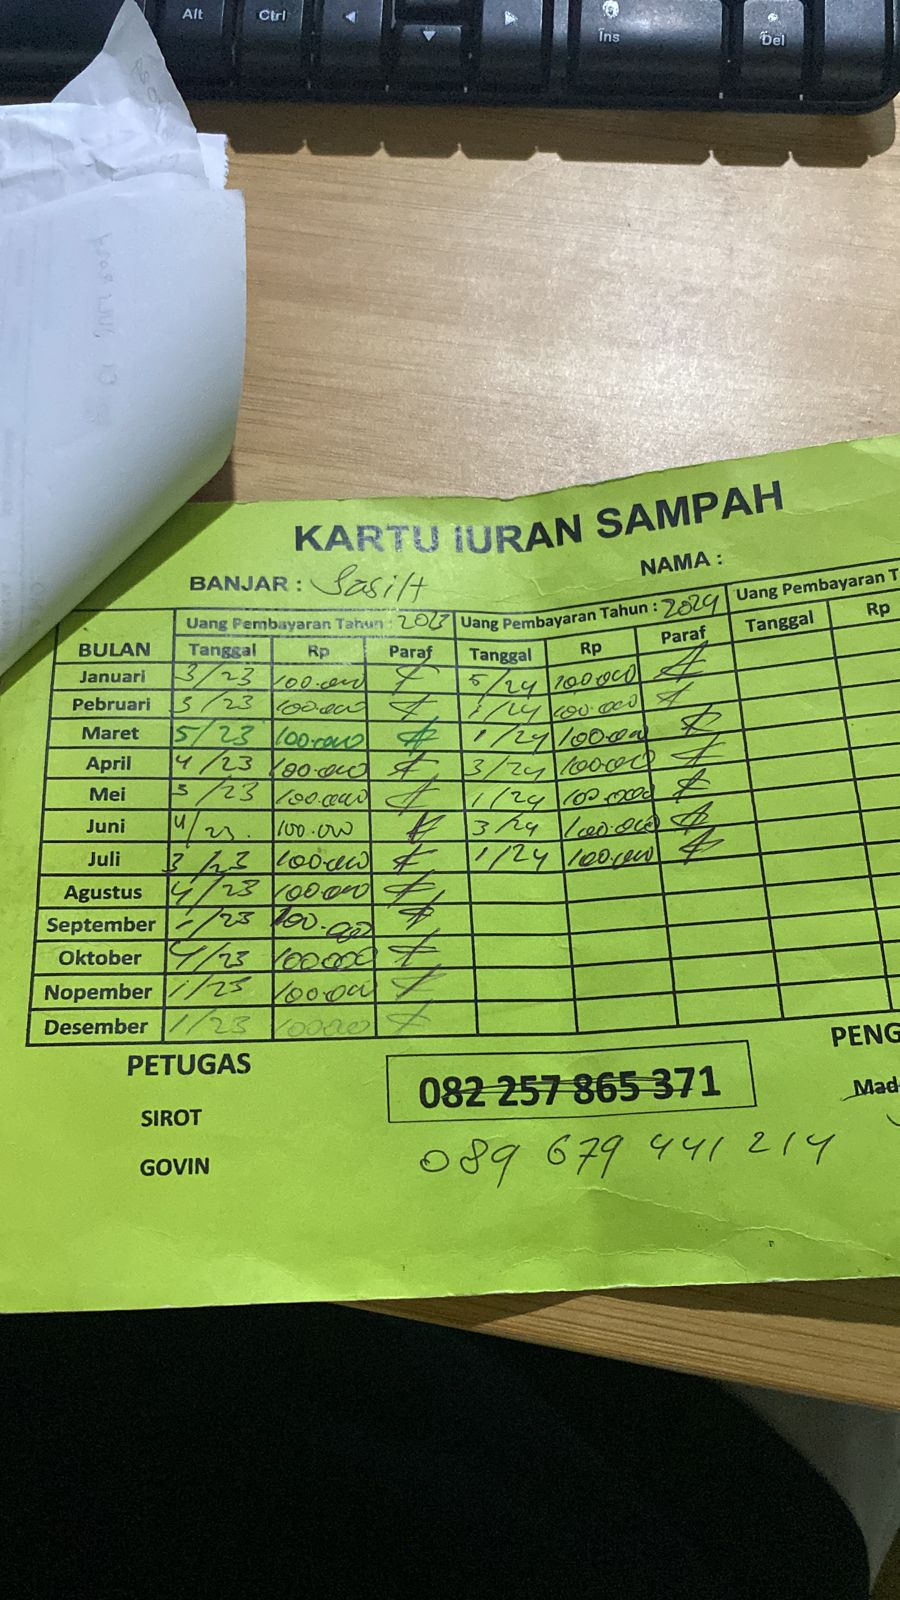 Alt Ctrl Ins Del
KARTU IURAN SAMPAH
BANJAR : Sasih NAMA :
BULAN Uang Pembayaran Tahun : 2023 Uang Pembayaran Tahun : 2024 Uang Pembayaran T
Tanggal Rp Paraf Tanggal Rp Paraf Tanggal Rp
Januari 3/23 100.000 5/24 100.000
Pebruari 3/23 100.000 1/24 100.000
Maret 5/23 100.000 1/24 100.000
April 4/23 100.000 3/24 100.000
Mei 3/23 100.000 1/24 100.000
Juni 4/23. 100.000 3/24 100.000
Juli 3/23 100.000 1/24 100.000
Agustus 4/23 100.000
September 1/23 100.000
Oktober 4/23 100.000
Nopember 1/23 100.000
Desember 1/23 100000
PETUGAS 082 257 865 371 PENG
SIROT Mad
GOVIN 089 679 441 214